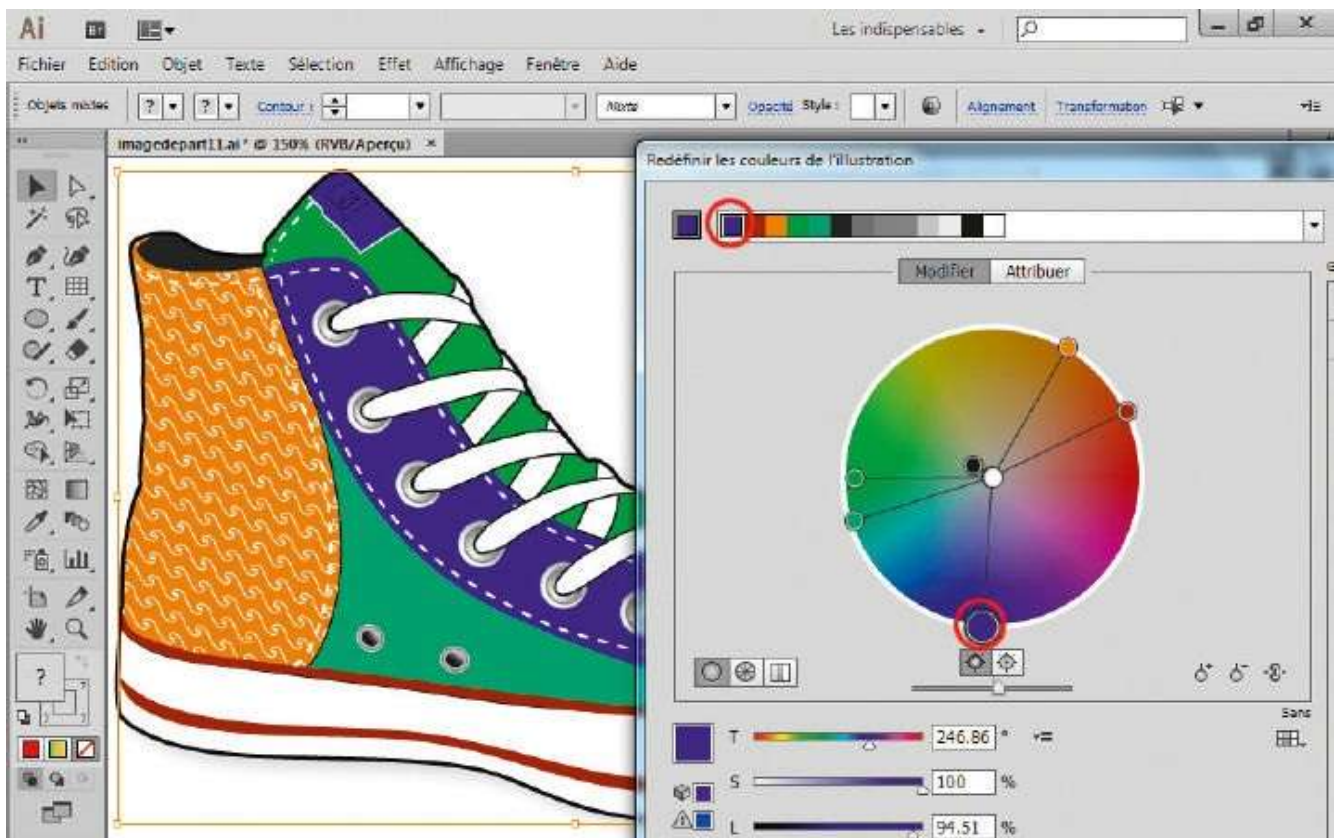 Ai
Les indispensables
Fichier Edition Objet Texte Sélection Effet Affichage Fenêtre Aide
Objets mixtes ? ? Contour : Opacité Style : Alignement Transformation
imagedepart11.ai* @ 150% (RVB/Aperçu) ×
Redéfinir les couleurs de l'illustration
Modifier Attribuer
?
Sans
T 246.86 °
S 100 %
L 94.51 %